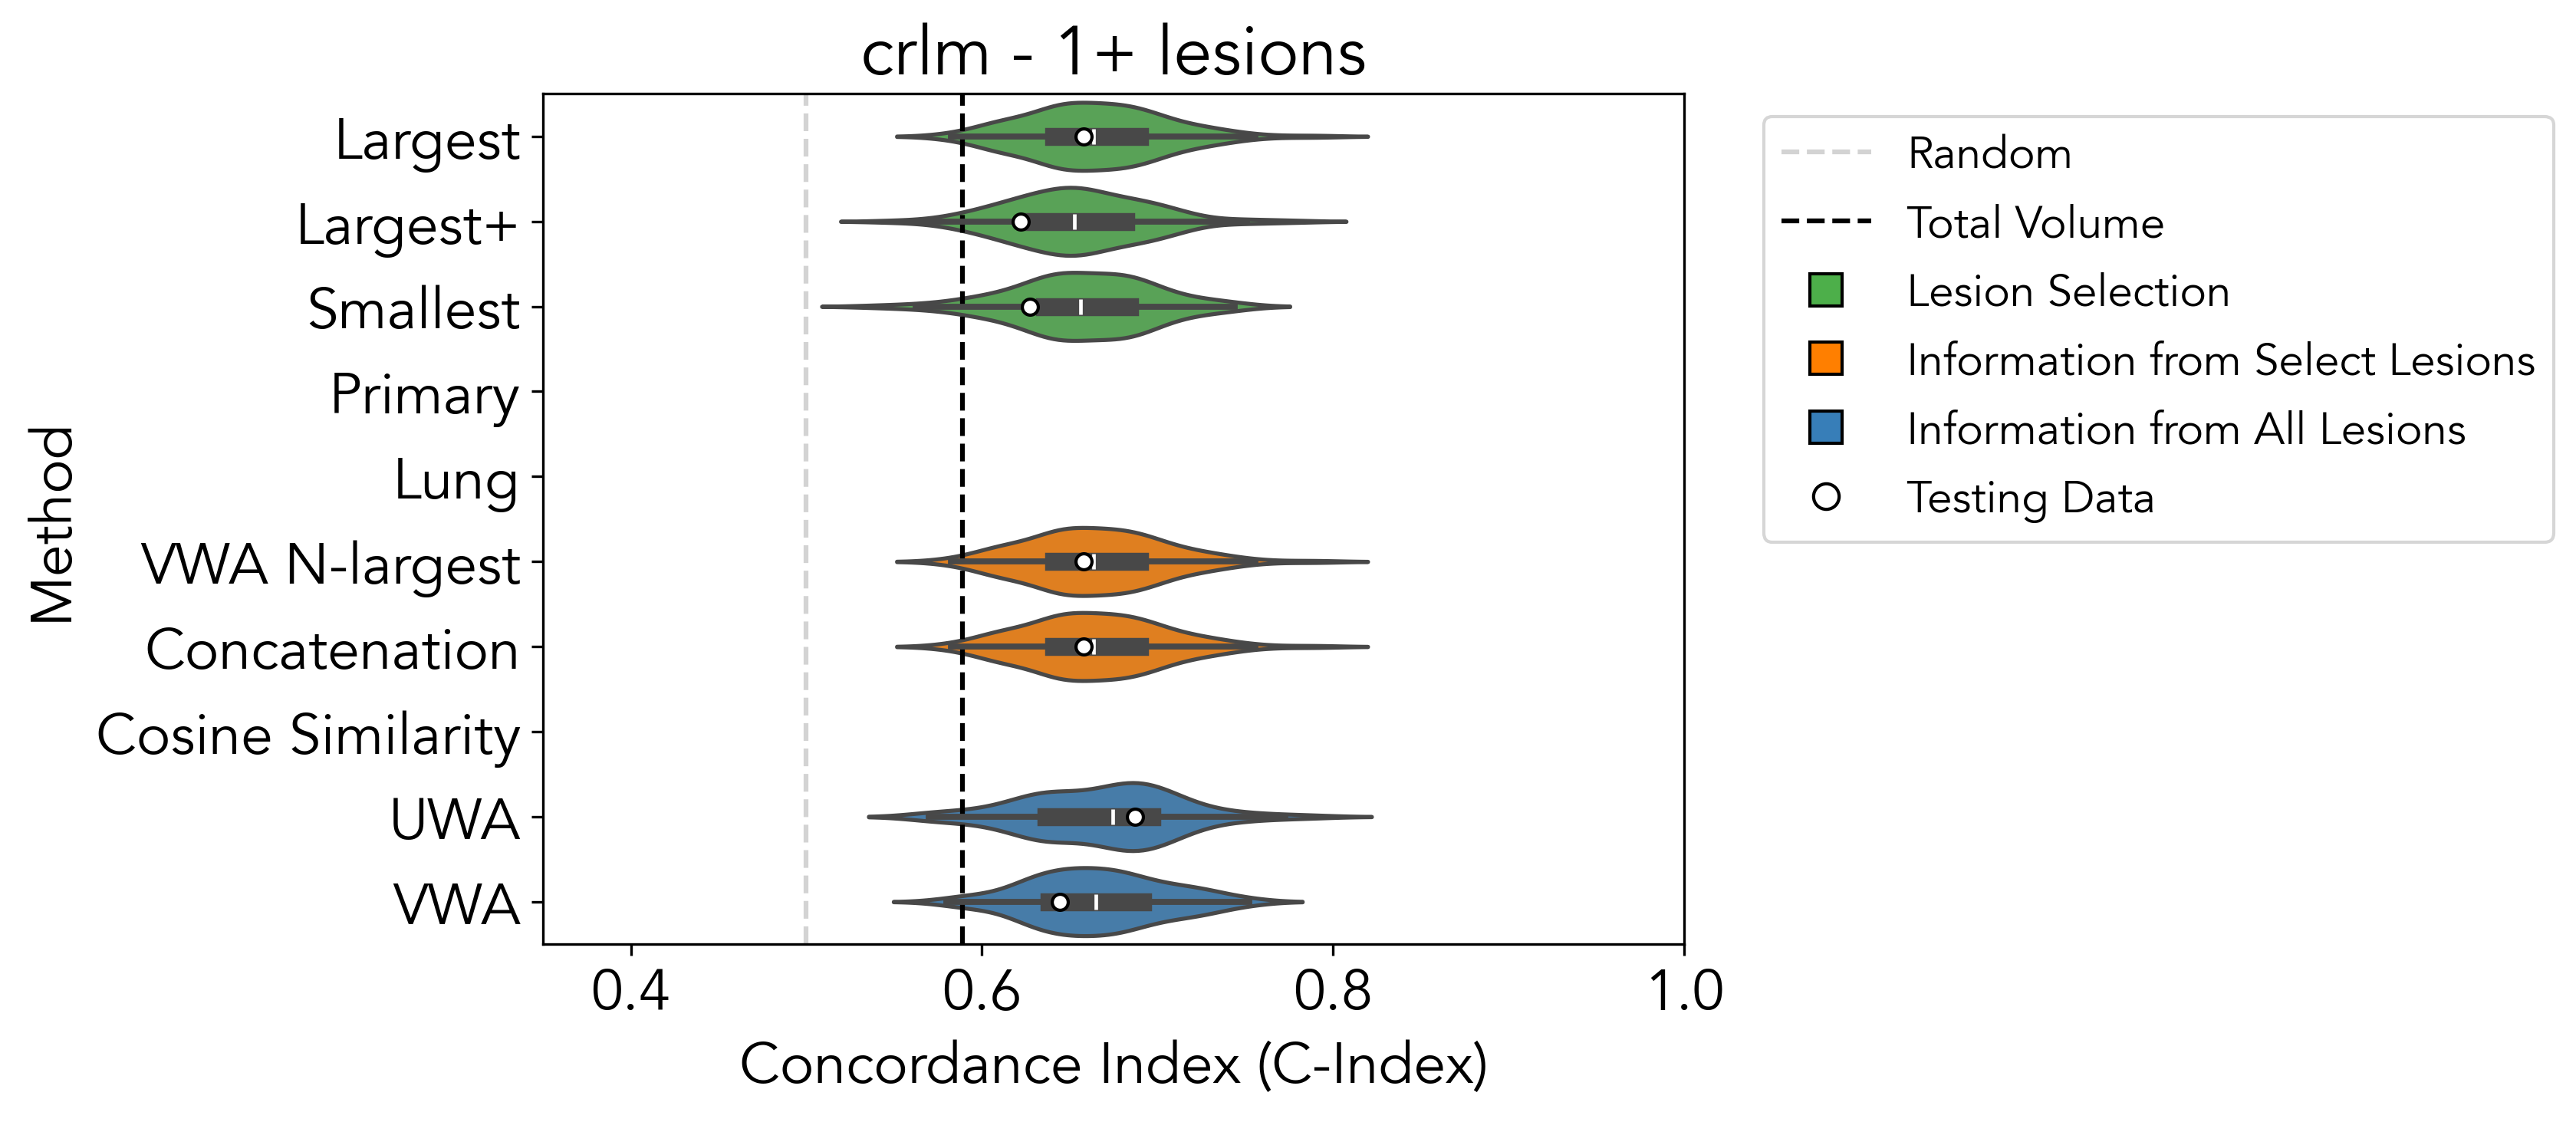 crlm - 1+ lesions
Largest
Largest+
Smallest
Primary
Lung
VWA N-largest
Concatenation
Cosine Similarity
UWA
VWA
Method
0.4 0.6 0.8 1.0
Concordance Index (C-Index)
Random
Total Volume
Lesion Selection
Information from Select Lesions
Information from All Lesions
Testing Data